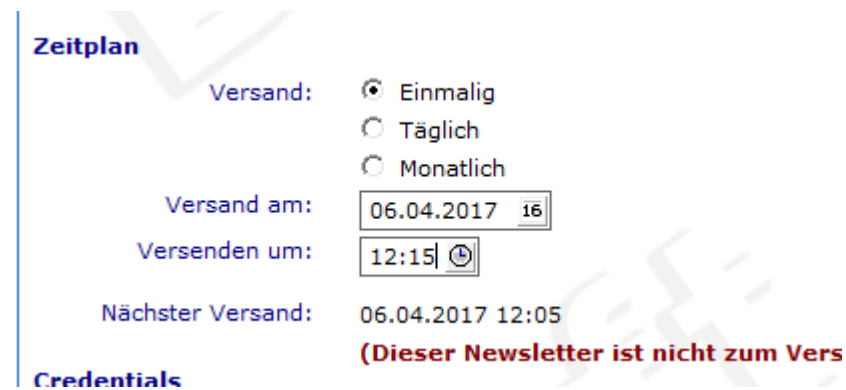 Zeitplan
Versand: Einmalig
Täglich
Monatlich
Versand am: 06.04.2017 16
Versenden um: 12:15
Nächster Versand: 06.04.2017 12:05
(Dieser Newsletter ist nicht zum Vers
Credentials